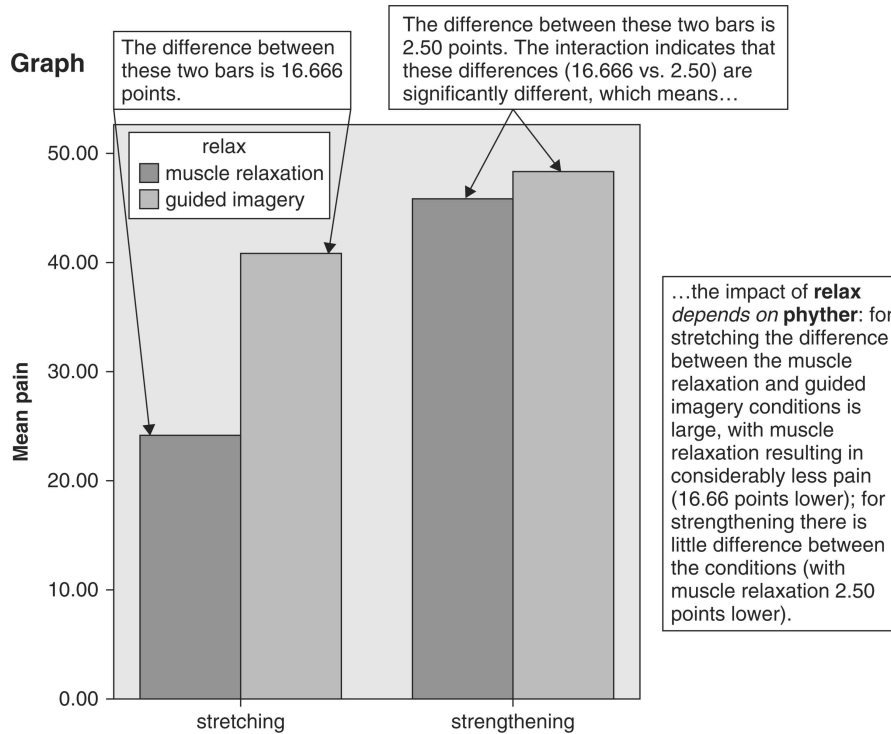 Graph
The difference between
these two bars is 16.666
points.
The difference between these two bars is
2.50 points. The interaction indicates that
these differences (16.666 vs. 2.50) are
significantly different, which means…
relax
muscle relaxation
guided imagery
50.00
40.00
30.00
20.00
10.00
0.00
Mean pain
stretching
strengthening
…the impact of relax
depends on phyther: for
stretching the difference
between the muscle
relaxation and guided
imagery conditions is
large, with muscle
relaxation resulting in
considerably less pain
(16.66 points lower); for
strengthening there is
little difference between
the conditions (with
muscle relaxation 2.50
points lower).